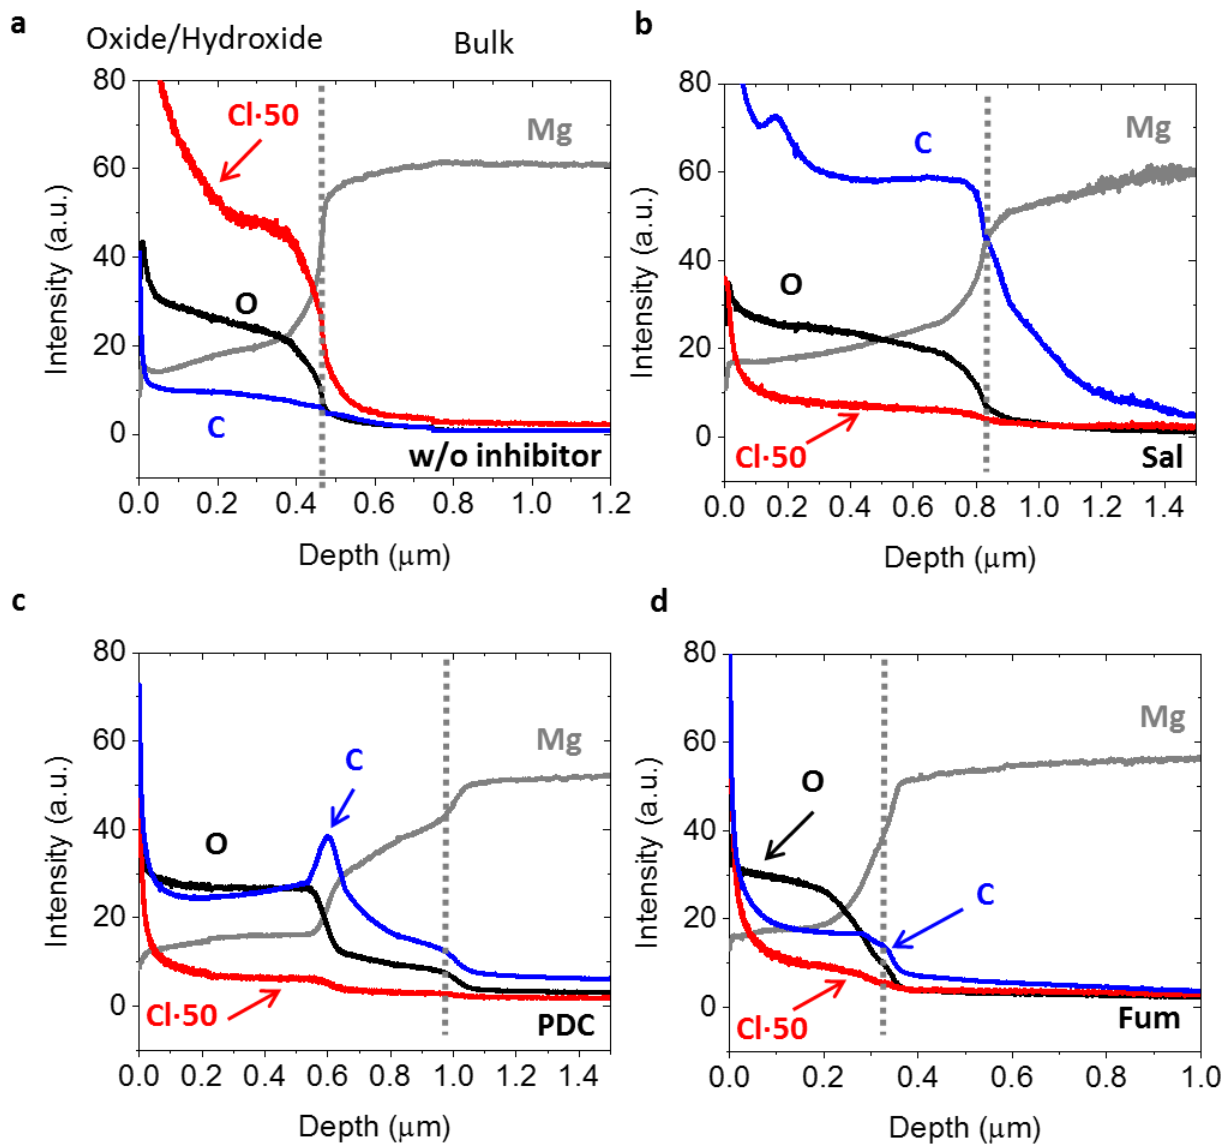 a
Oxide/Hydroxide Bulk
80
60
40
20
0
Intensity (a.u.)
Cl·50
Mg
O
C
w/o inhibitor
0.0 0.2 0.4 0.6 0.8 1.0 1.2
Depth (μm)
b
80
60
40
20
0
Intensity (a.u.)
C
Mg
O
Cl·50
Sal
0.0 0.2 0.4 0.6 0.8 1.0 1.2 1.4
Depth (μm)
c
80
60
40
20
0
Intensity (a.u.)
Mg
C
O
Cl·50
PDC
0.0 0.2 0.4 0.6 0.8 1.0 1.2 1.4
Depth (μm)
d
80
60
40
20
0
Intensity (a.u.)
Mg
O
C
Cl·50
Fum
0.0 0.2 0.4 0.6 0.8 1.0
Depth (μm)